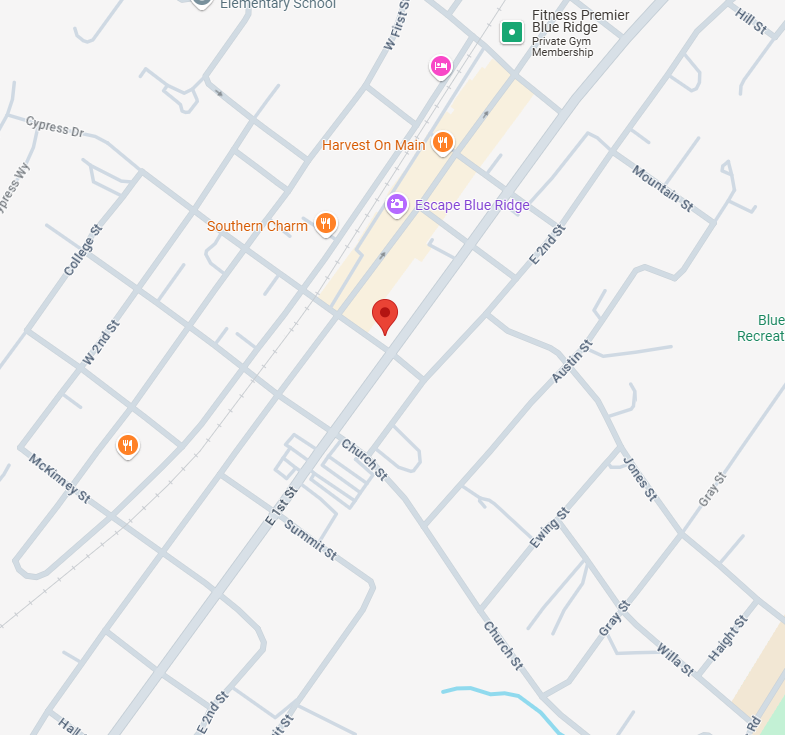 Elementary School
W First St
Fitness Premier
Blue Ridge
Private Gym
Membership
Hill St
Cypress Dr
Harvest On Main
Mountain St
Escape Blue Ridge
Southern Charm
College St
E 2nd St
Blue
Recreat
W 2nd St
Austin St
Church St
McKinney St
Jones St
Gray St
E 1st St
Summit St
Ewing St
Gray St
Church St
Willa St
Haight St
E 2nd St
it St
Rd